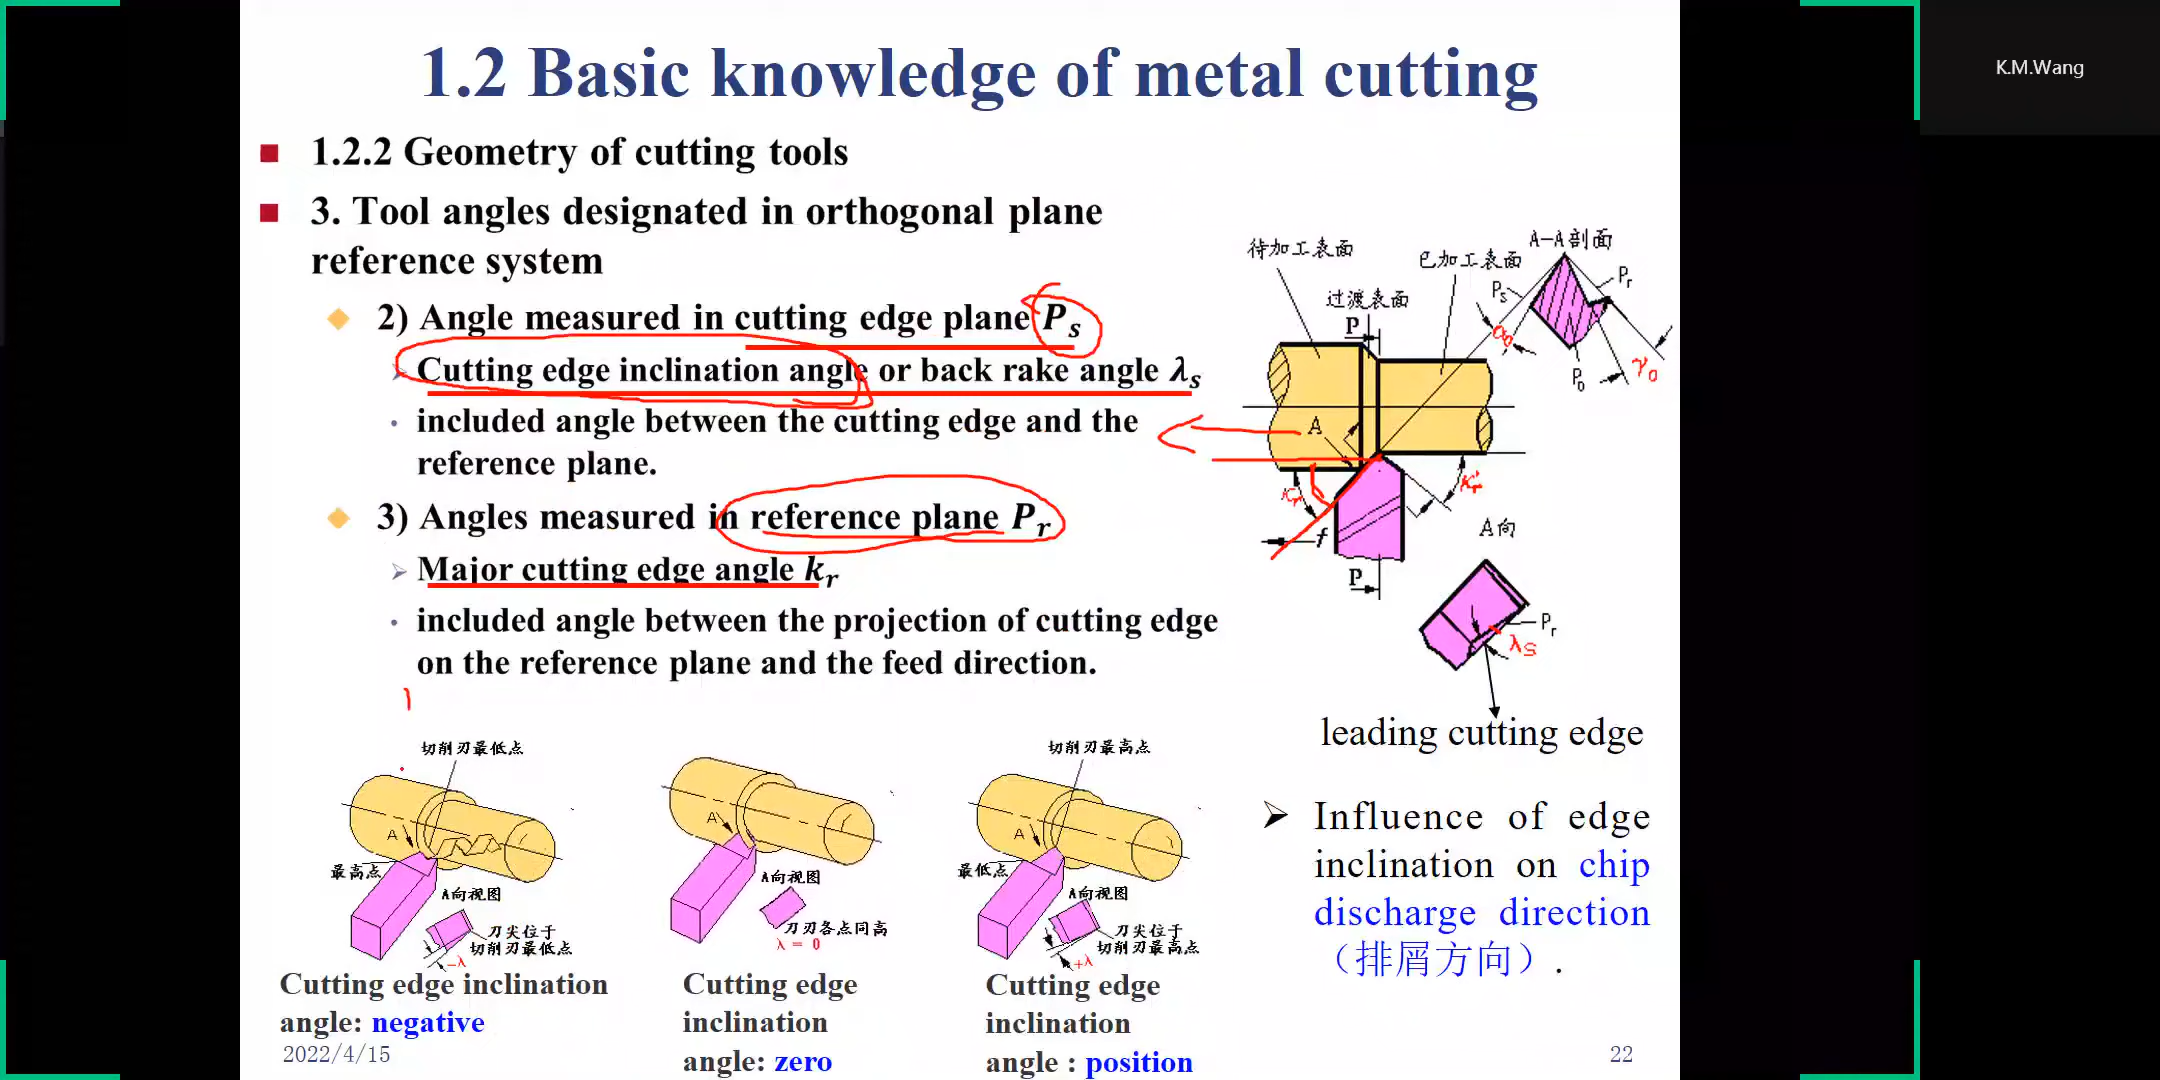 1.2 Basic knowledge of metal cutting
K.M.Wang
1.2.2 Geometry of cutting tools
3. Tool angles designated in orthogonal plane
reference system
2) Angle measured in cutting edge plane Pₛ
Cutting edge inclination angle or back rake angle λₛ
included angle between the cutting edge and the
reference plane.
3) Angles measured in reference plane Pᵣ
Major cutting edge angle kᵣ
included angle between the projection of cutting edge
on the reference plane and the feed direction.
待加工表面
已加工表面
过渡表面
A-A剖面
Pₛ
Pᵣ
P₀
α₀
γ₀
P
A
κᵣ
κᵣ'
f
P
A向
Pᵣ
λₛ
leading cutting edge
切削刃最低点
A
最高点
A向视图
刀尖位于
切削刃最低点
-λ
Cutting edge inclination
angle: negative
A
A向视图
刀刃各点同高
λ = 0
Cutting edge
inclination
angle: zero
切削刃最高点
A
最低点
A向视图
刀尖位于
切削刃最高点
+λ
Cutting edge
inclination
angle : position
Influence of edge
inclination on chip
discharge direction
（排屑方向）.
2022/4/15
22